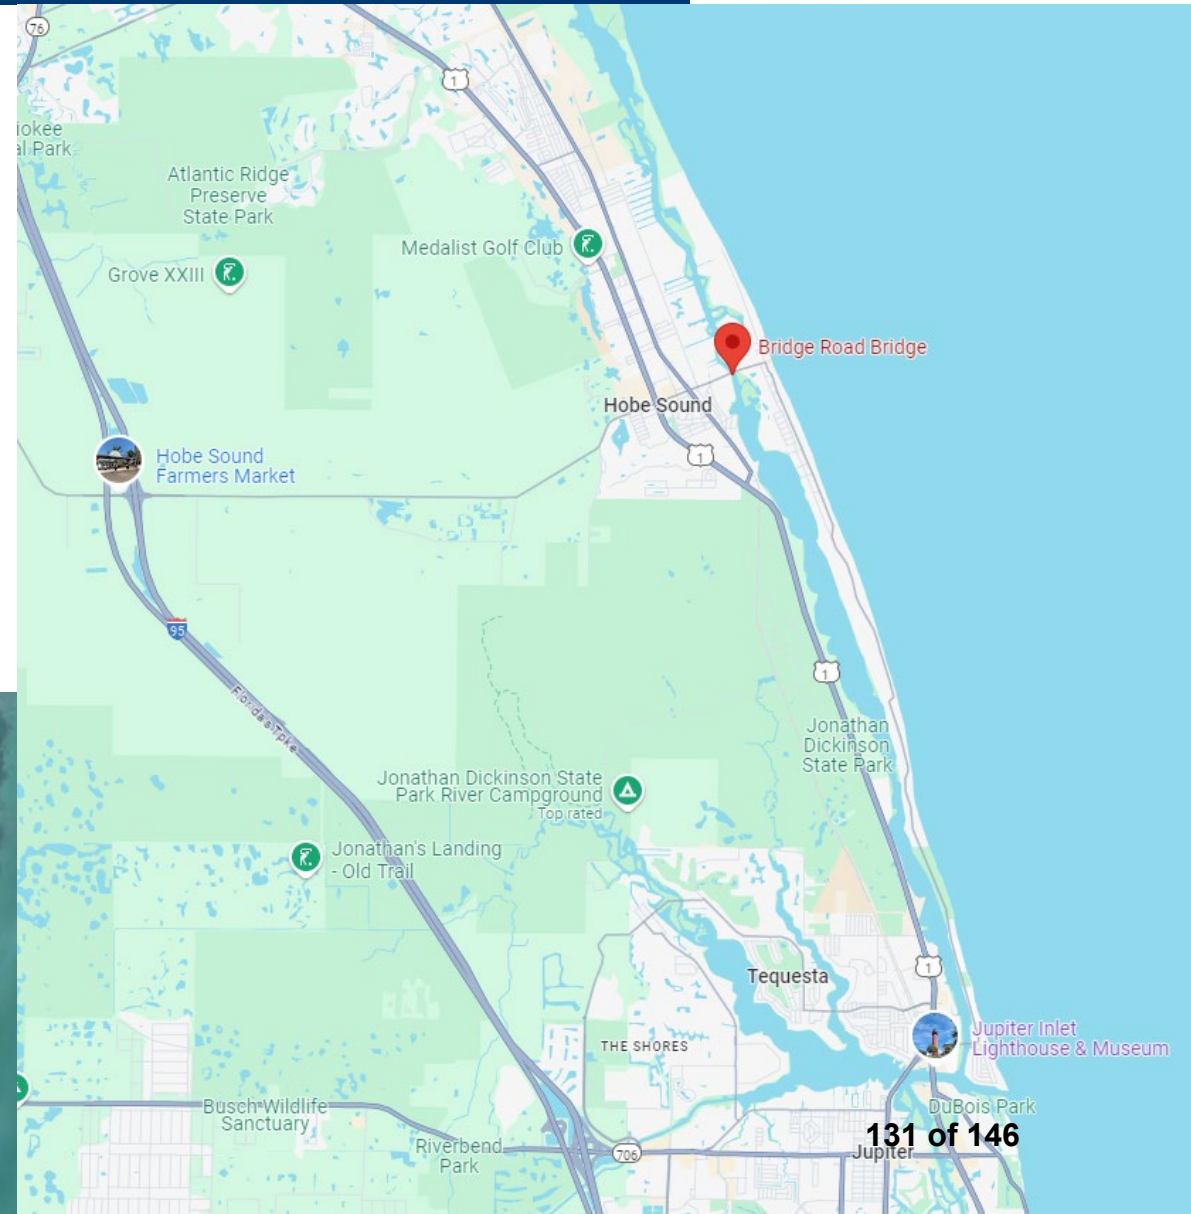 76
1
iokee
al Park
Atlantic Ridge
Preserve
State Park
Medalist Golf Club
Grove XXIII
Bridge Road Bridge
Hobe Sound
1
Hobe Sound
Farmers Market
95
Florida's Tpke
1
Jonathan
Dickinson
State Park
Jonathan Dickinson State
Park River Campground
Top rated
Jonathan's Landing
- Old Trail
1
Tequesta
Jupiter Inlet
Lighthouse & Museum
THE SHORES
Busch Wildlife
Sanctuary
DuBois Park
131 of 146
Riverbend
Park
706
Jupiter